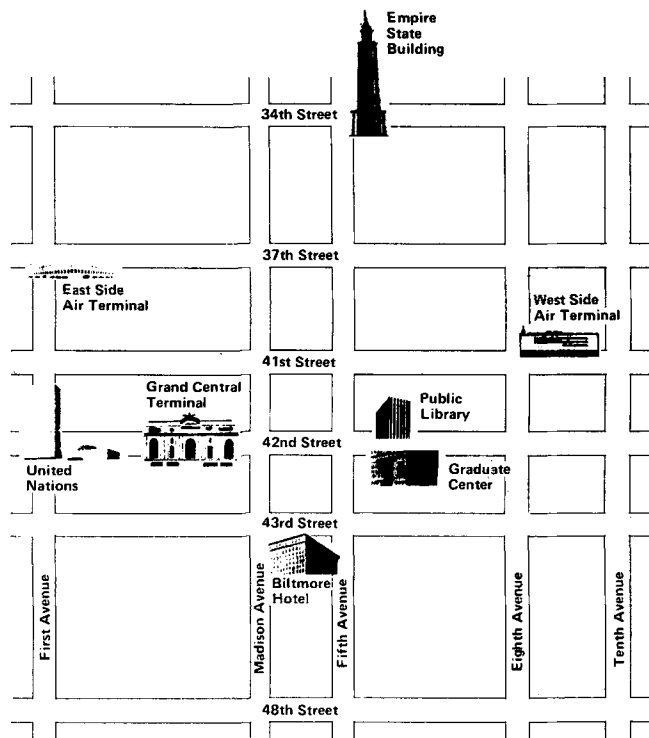 Empire
State
Building
34th Street
37th Street
East Side
Air Terminal
West Side
Air Terminal
41st Street
Grand Central
Terminal
Public
Library
42nd Street
United
Nations
Graduate
Center
43rd Street
Biltmore
Hotel
First Avenue
Madison Avenue
Fifth Avenue
Eighth Avenue
Tenth Avenue
48th Street